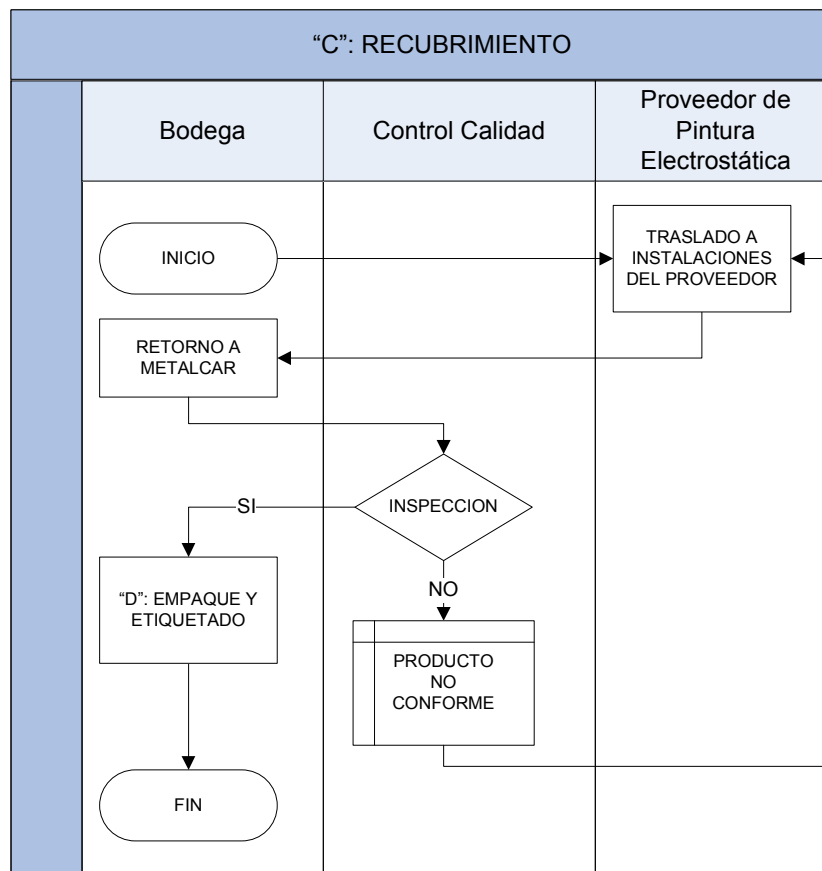 “C”: RECUBRIMIENTO
Bodega
Control Calidad
Proveedor de
Pintura
Electrostática
INICIO
TRASLADO A
INSTALACIONES
DEL PROVEEDOR
RETORNO A
METALCAR
INSPECCION
SI
NO
“D”: EMPAQUE Y
ETIQUETADO
PRODUCTO
NO
CONFORME
FIN